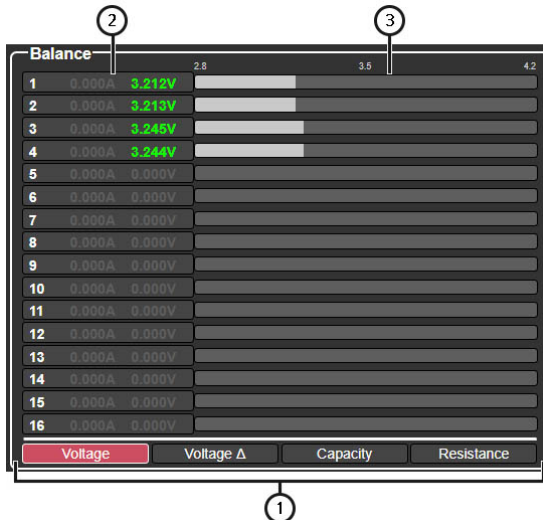 2 3
Balance
2.8 3.5 4.2
1 0.000A 3.212V
2 0.000A 3.213V
3 0.000A 3.245V
4 0.000A 3.244V
5 0.000A 0.000V
6 0.000A 0.000V
7 0.000A 0.000V
8 0.000A 0.000V
9 0.000A 0.000V
10 0.000A 0.000V
11 0.000A 0.000V
12 0.000A 0.000V
13 0.000A 0.000V
14 0.000A 0.000V
15 0.000A 0.000V
16 0.000A 0.000V
Voltage Voltage Δ Capacity Resistance
1